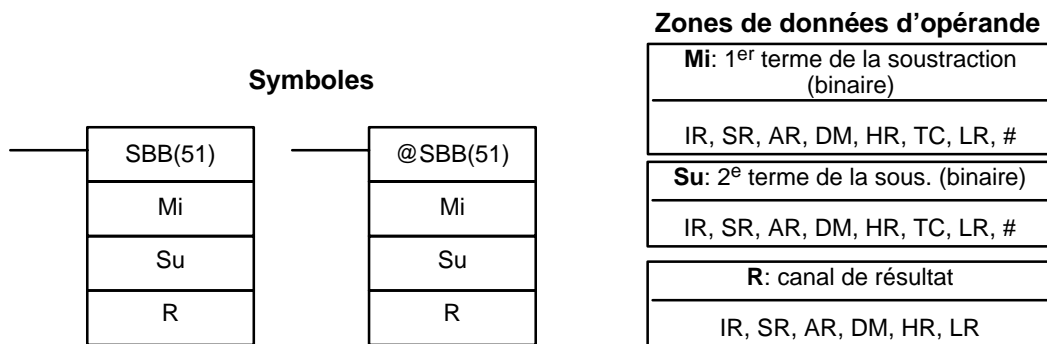 Symboles
SBB(51)
Mi
Su
R
@SBB(51)
Mi
Su
R
Zones de données d’opérande
Mi: 1er terme de la soustraction
(binaire)
IR, SR, AR, DM, HR, TC, LR, #
Su: 2e terme de la sous. (binaire)
IR, SR, AR, DM, HR, TC, LR, #
R: canal de résultat
IR, SR, AR, DM, HR, LR